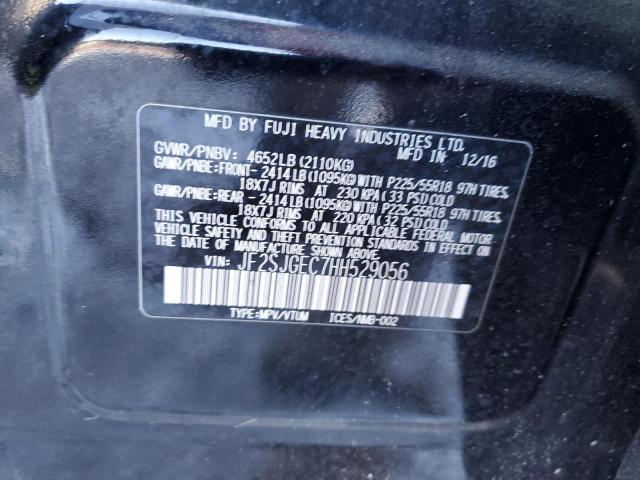 MFD BY FUJI HEAVY INDUSTRIES LTD.
MFD IN: 12/16
GVWR/PNBV: 4652LB(2110KG)
GAWR/PNBE:FRONT- 2414LB(1095KG)WITH P225/55R18 97H TIRES,
18X7J RIMS AT 230 KPA(33 PSI)COLD
GAWR/PNBE:REAR - 2414LB(1095KG)WITH P225/55R18 97H TIRES,
18X7J RIMS AT 220 KPA(32 PSI)COLD
THIS VEHICLE CONFORMS TO ALL APPLICABLE FEDERAL MOTOR
VEHICLE SAFETY AND THEFT PREVENTION STANDARDS IN EFFECT
ON THE DATE OF MANUFACTURE SHOWN ABOVE.
VIN: JF2SJGEC7HH529056
TYPE:MPV/VTUM ICES/NMB-002